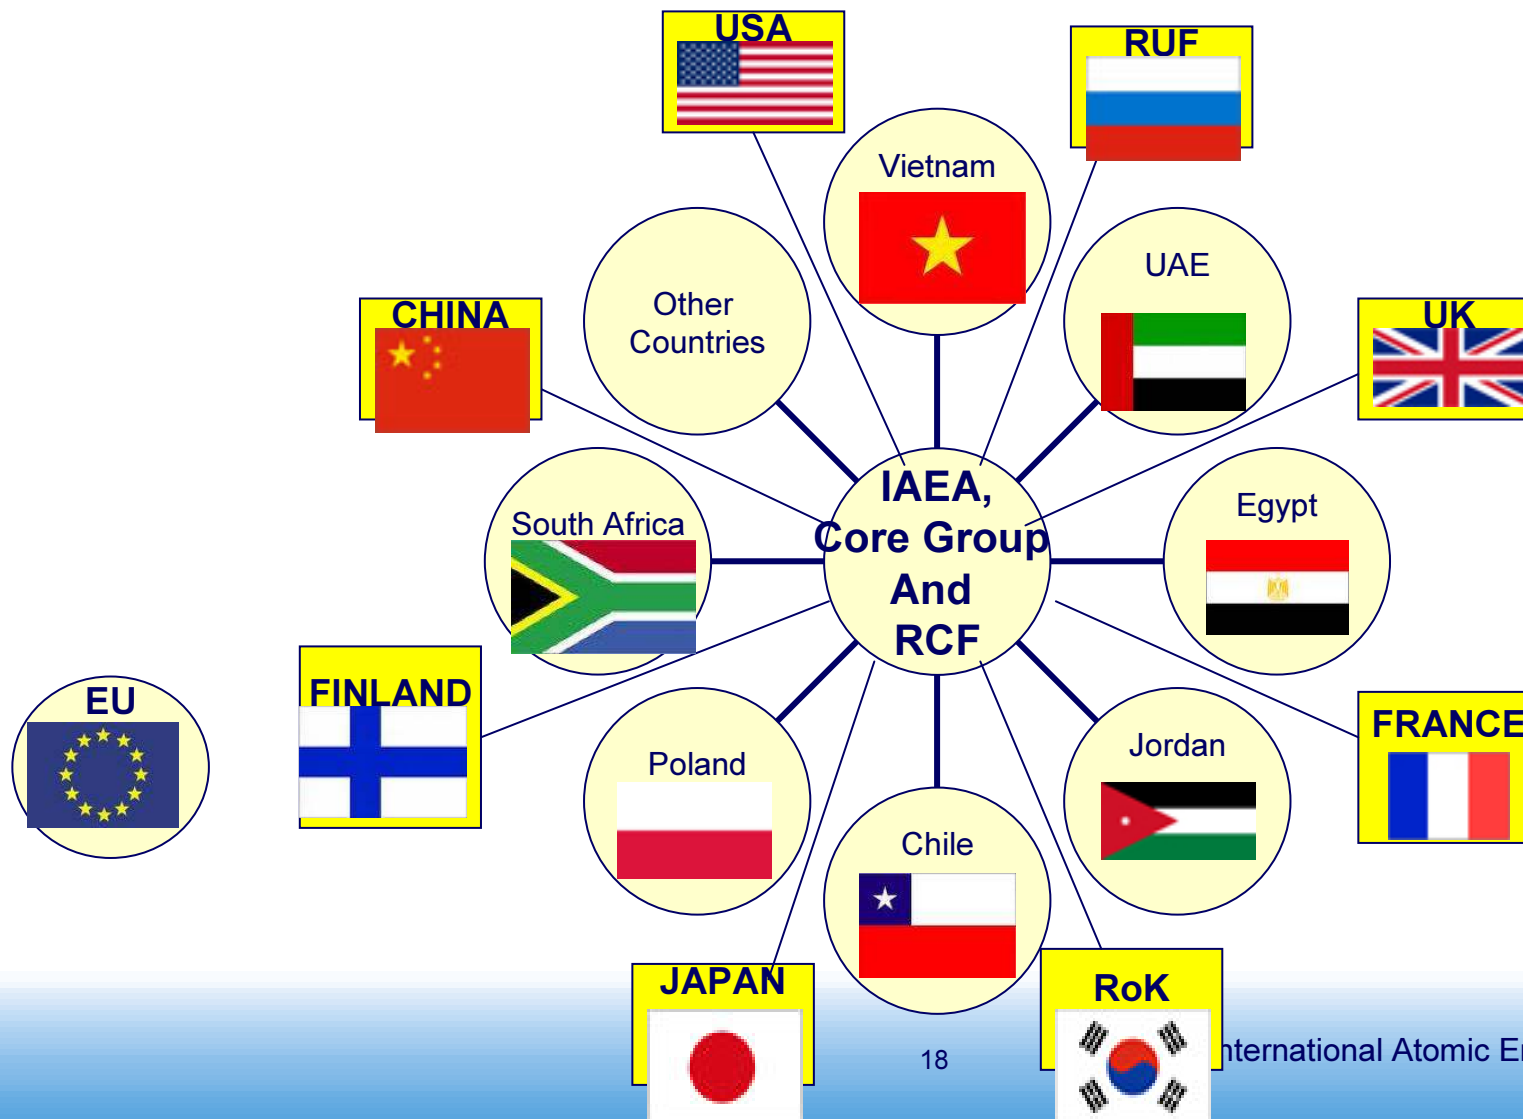 USA
RUF
Vietnam
UAE
Other
Countries
CHINA
UK
IAEA,
Core Group
And
RCF
South Africa
Egypt
EU
FINLAND
FRANCE
Poland
Jordan
Chile
JAPAN
RoK
18
nternational Atomic